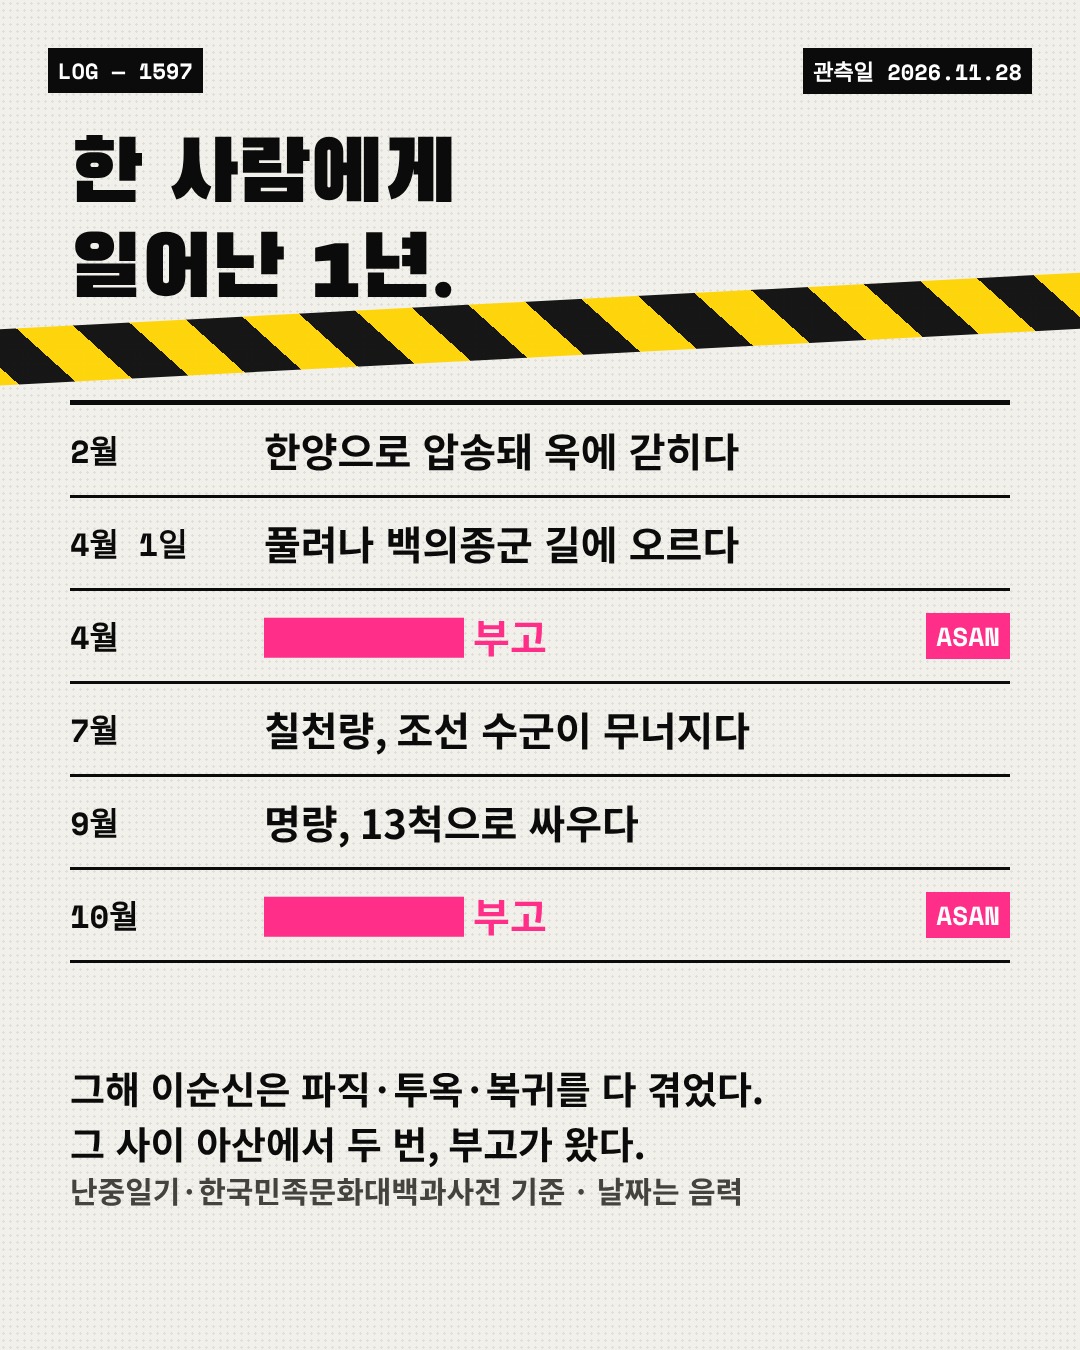 LOG — 1597
관측일 2026.11.28
한 사람에게
일어난 1년.
2월 한양으로 압송돼 옥에 갇히다
4월 1일 풀려나 백의종군 길에 오르다
4월 부고 ASAN
7월 칠천량, 조선 수군이 무너지다
9월 명량, 13척으로 싸우다
10월 부고 ASAN
그해 이순신은 파직·투옥·복귀를 다 겪었다.
그 사이 아산에서 두 번, 부고가 왔다.
난중일기·한국민족문화대백과사전 기준 · 날짜는 음력